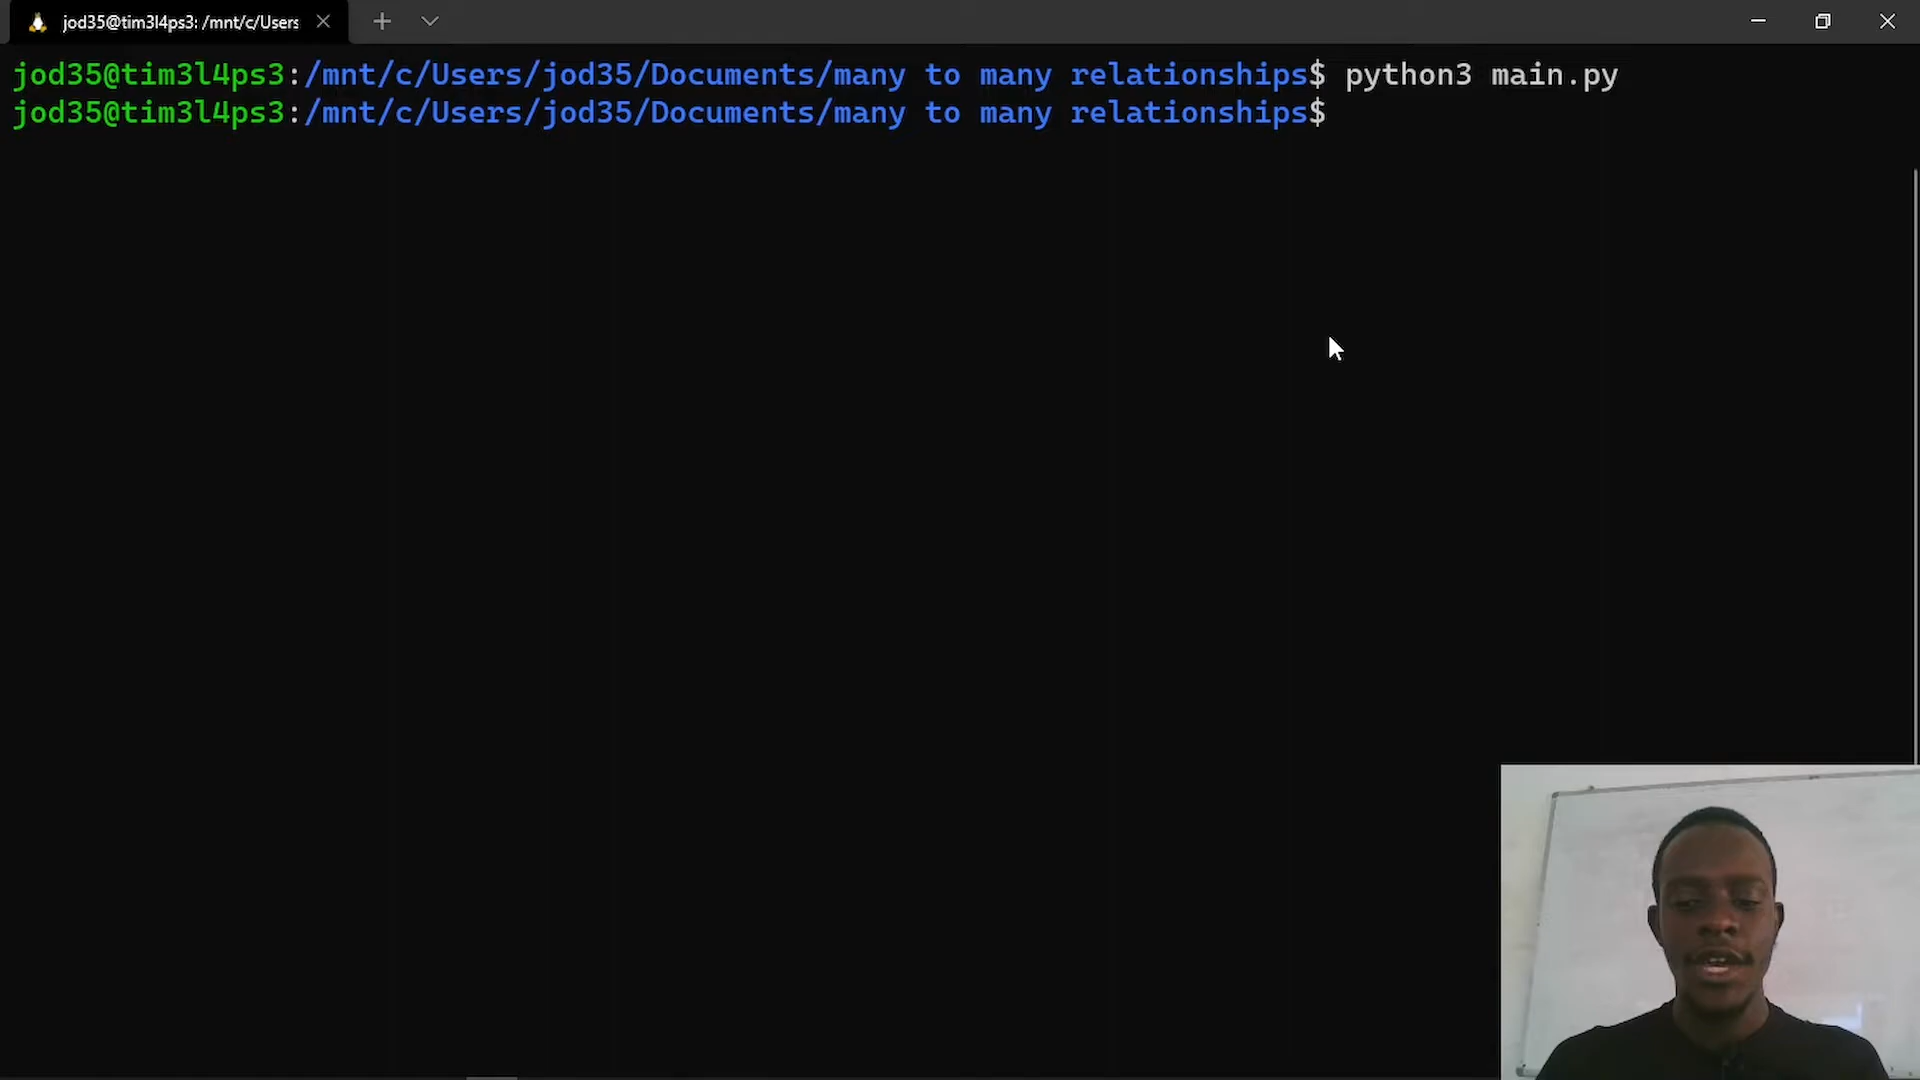 jod35@tim3l4ps3: /mnt/c/Users
jod35@tim3l4ps3:/mnt/c/Users/jod35/Documents/many to many relationships$ python3 main.py
jod35@tim3l4ps3:/mnt/c/Users/jod35/Documents/many to many relationships$